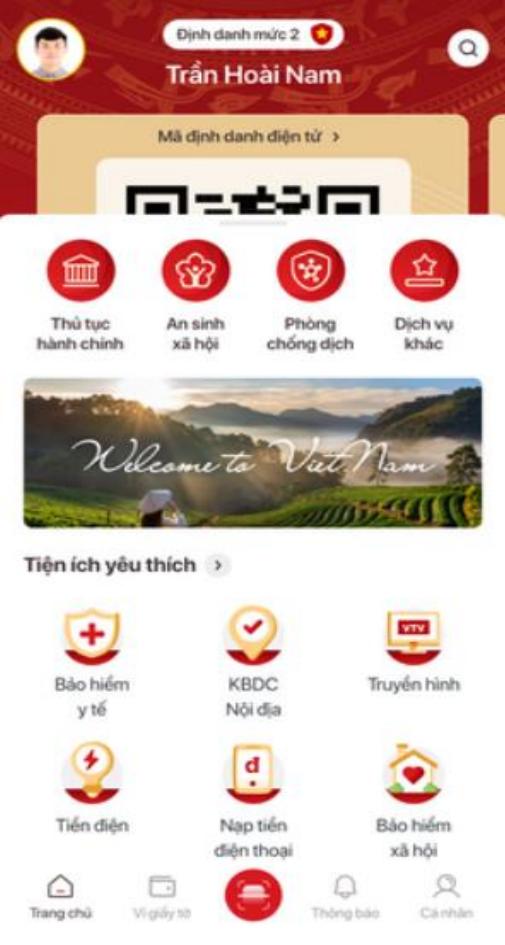 Định danh mức 2
Trần Hoài Nam
Mã định danh điện tử >
Thủ tục
hành chính
An sinh
xã hội
Phòng
chống dịch
Dịch vụ
khác
Welcome to Viet Nam
Tiện ích yêu thích >
Bảo hiểm
y tế
KBDC
Nội địa
VTV
Truyền hình
Tiền điện
đ
Nạp tiền
điện thoại
Bảo hiểm
xã hội
Trang chủ
Ví giấy tờ
Thông báo
Cá nhân